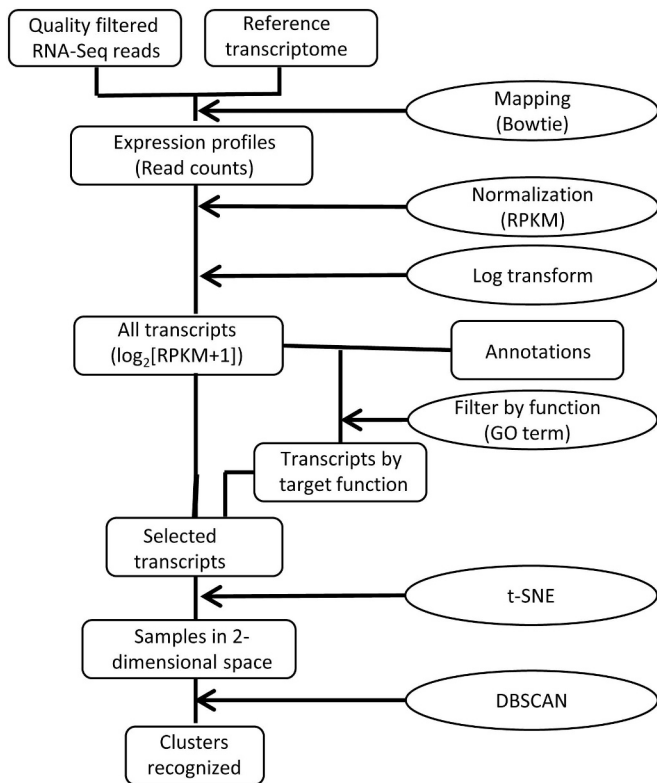 Quality filtered
RNA-Seq reads
Reference
transcriptome
Mapping
(Bowtie)
Expression profiles
(Read counts)
Normalization
(RPKM)
Log transform
All transcripts
(log₂[RPKM+1])
Annotations
Filter by function
(GO term)
Transcripts by
target function
Selected
transcripts
t-SNE
Samples in 2-
dimensional space
DBSCAN
Clusters
recognized